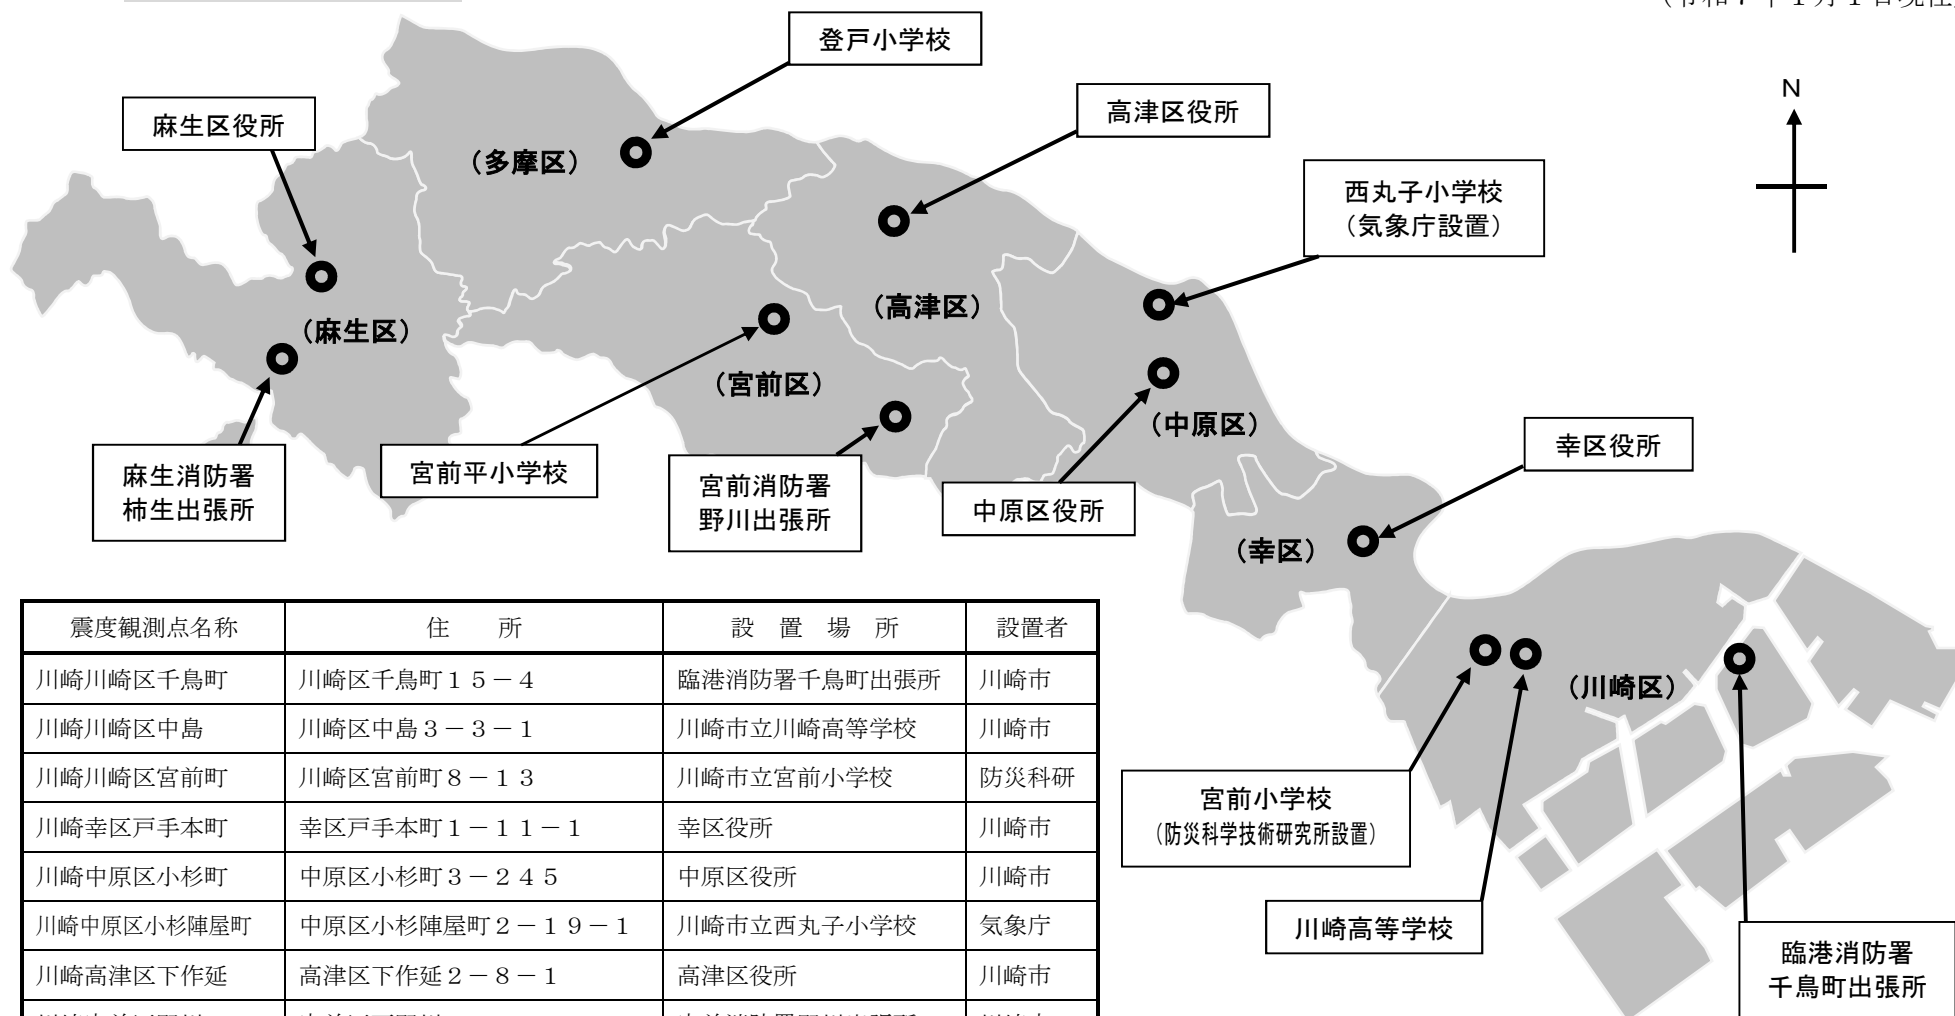 登戸小学校
N
高津区役所
麻生区役所
（多摩区）
西丸子小学校
（気象庁設置）
（高津区）
（麻生区）
（宮前区）
（中原区）
幸区役所
麻生消防署
柿生出張所
宮前平小学校
宮前消防署
野川出張所
中原区役所
（幸区）
（川崎区）
宮前小学校
（防災科学技術研究所設置）
川崎高等学校
臨港消防署
千鳥町出張所
震度観測点名称 住　所 設　置　場　所 設置者
川崎川崎区千鳥町 川崎区千鳥町１５－４ 臨港消防署千鳥町出張所 川崎市
川崎川崎区中島 川崎区中島３－３－１ 川崎市立川崎高等学校 川崎市
川崎川崎区宮前町 川崎区宮前町８－１３ 川崎市立宮前小学校 防災科研
川崎幸区戸手本町 幸区戸手本町１－１１－１ 幸区役所 川崎市
川崎中原区小杉町 中原区小杉町３－２４５ 中原区役所 川崎市
川崎中原区小杉陣屋町 中原区小杉陣屋町２－１９－１ 川崎市立西丸子小学校 気象庁
川崎高津区下作延 高津区下作延２－８－１ 高津区役所 川崎市